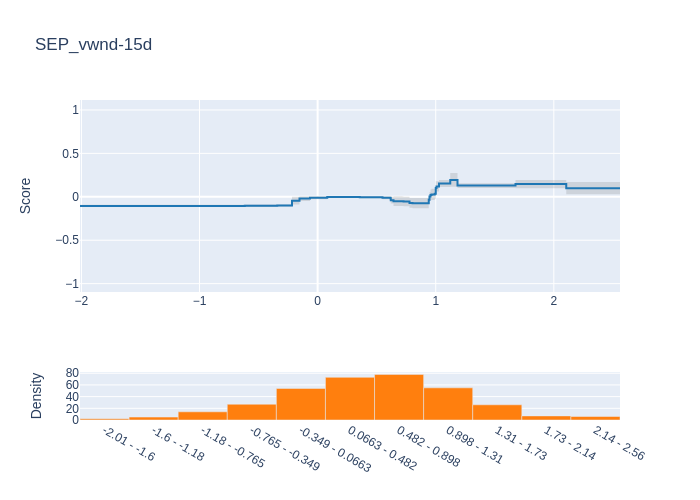 SEP_vwnd-15d
Score
1
0.5
0
−0.5
−1
−2
−1
0
1
2
Density
80
60
40
20
0
-2.01 - -1.6
-1.6 - -1.18
-1.18 - -0.765
-0.765 - -0.349
-0.349 - 0.0663
0.0663 - 0.482
0.482 - 0.898
0.898 - 1.31
1.31 - 1.73
1.73 - 2.14
2.14 - 2.56